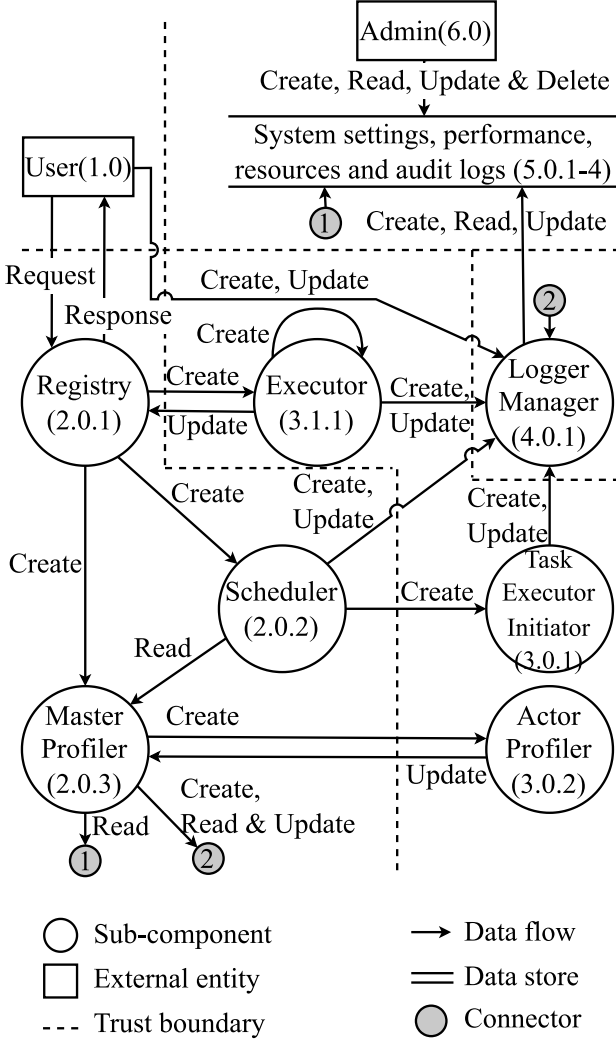 Admin(6.0)
Create, Read, Update & Delete
System settings, performance,
resources and audit logs (5.0.1-4)
User(1.0)
1
Create, Read, Update
Request
Response
Create, Update
2
Create
Registry
(2.0.1)
Create
Update
Executor
(3.1.1)
Create,
Update
Logger
Manager
(4.0.1)
Create
Create,
Update
Create,
Update
Create
Scheduler
(2.0.2)
Create
Task
Executor
Initiator
(3.0.1)
Read
Master
Profiler
(2.0.3)
Create
Update
Actor
Profiler
(3.0.2)
Read
Create,
Read & Update
1
2
Sub-component
Data flow
External entity
Data store
Trust boundary
Connector